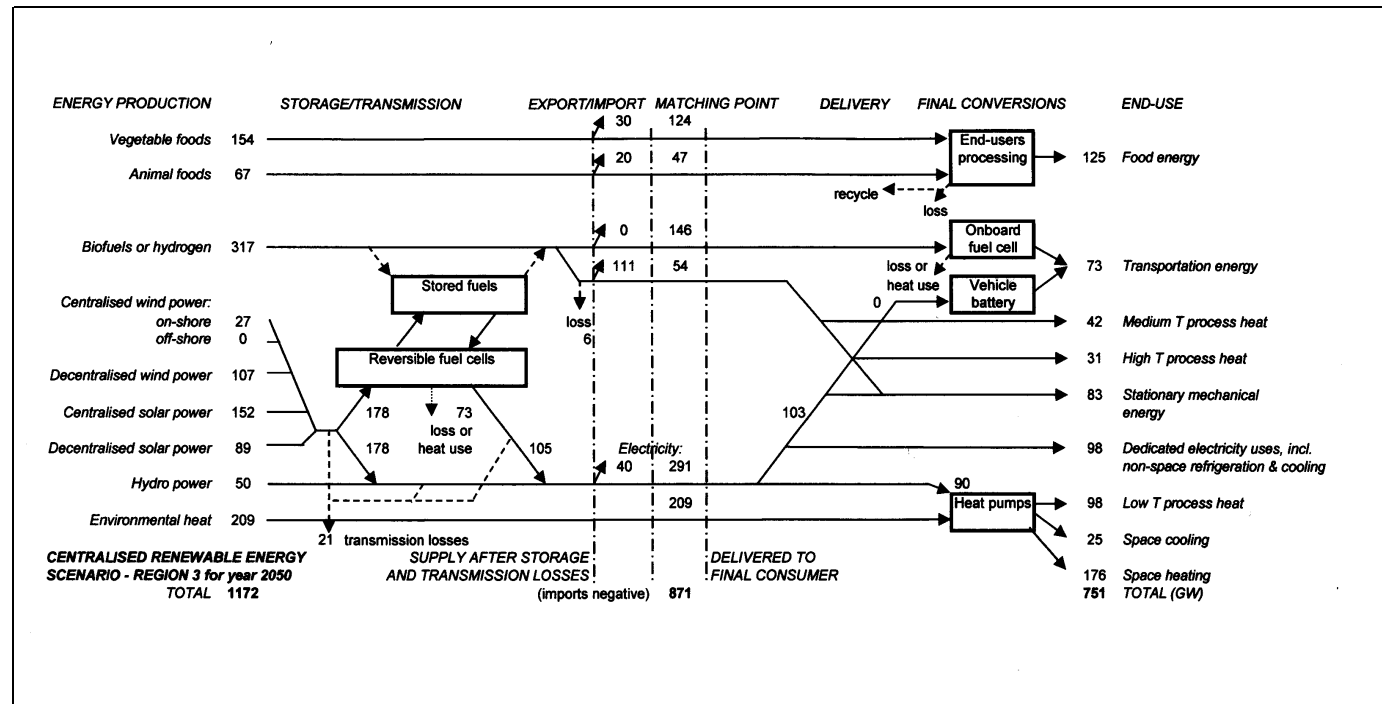 ENERGY PRODUCTION STORAGE/TRANSMISSION EXPORT/IMPORT MATCHING POINT DELIVERY FINAL CONVERSIONS END-USE
30 124
Vegetable foods 154
End-users processing
125 Food energy
20 47
Animal foods 67
recycle
loss
0 146
Biofuels or hydrogen 317
Onboard fuel cell
111 54
loss or heat use
73 Transportation energy
Stored fuels
Vehicle battery
0
Centralised wind power:
on-shore 27
off-shore 0
loss
6
42 Medium T process heat
Reversible fuel cells
31 High T process heat
Decentralised wind power 107
83 Stationary mechanical energy
Centralised solar power 152
178 73
loss or heat use
103
Decentralised solar power 89
178 105
Electricity:
98 Dedicated electricity uses, incl.
non-space refrigeration & cooling
40 291
Hydro power 50
90
Heat pumps
209
98 Low T process heat
Environmental heat 209
21 transmission losses
25 Space cooling
CENTRALISED RENEWABLE ENERGY
SCENARIO - REGION 3 for year 2050
SUPPLY AFTER STORAGE
AND TRANSMISSION LOSSES
DELIVERED TO
FINAL CONSUMER
176 Space heating
TOTAL 1172 (imports negative) 871 751 TOTAL (GW)